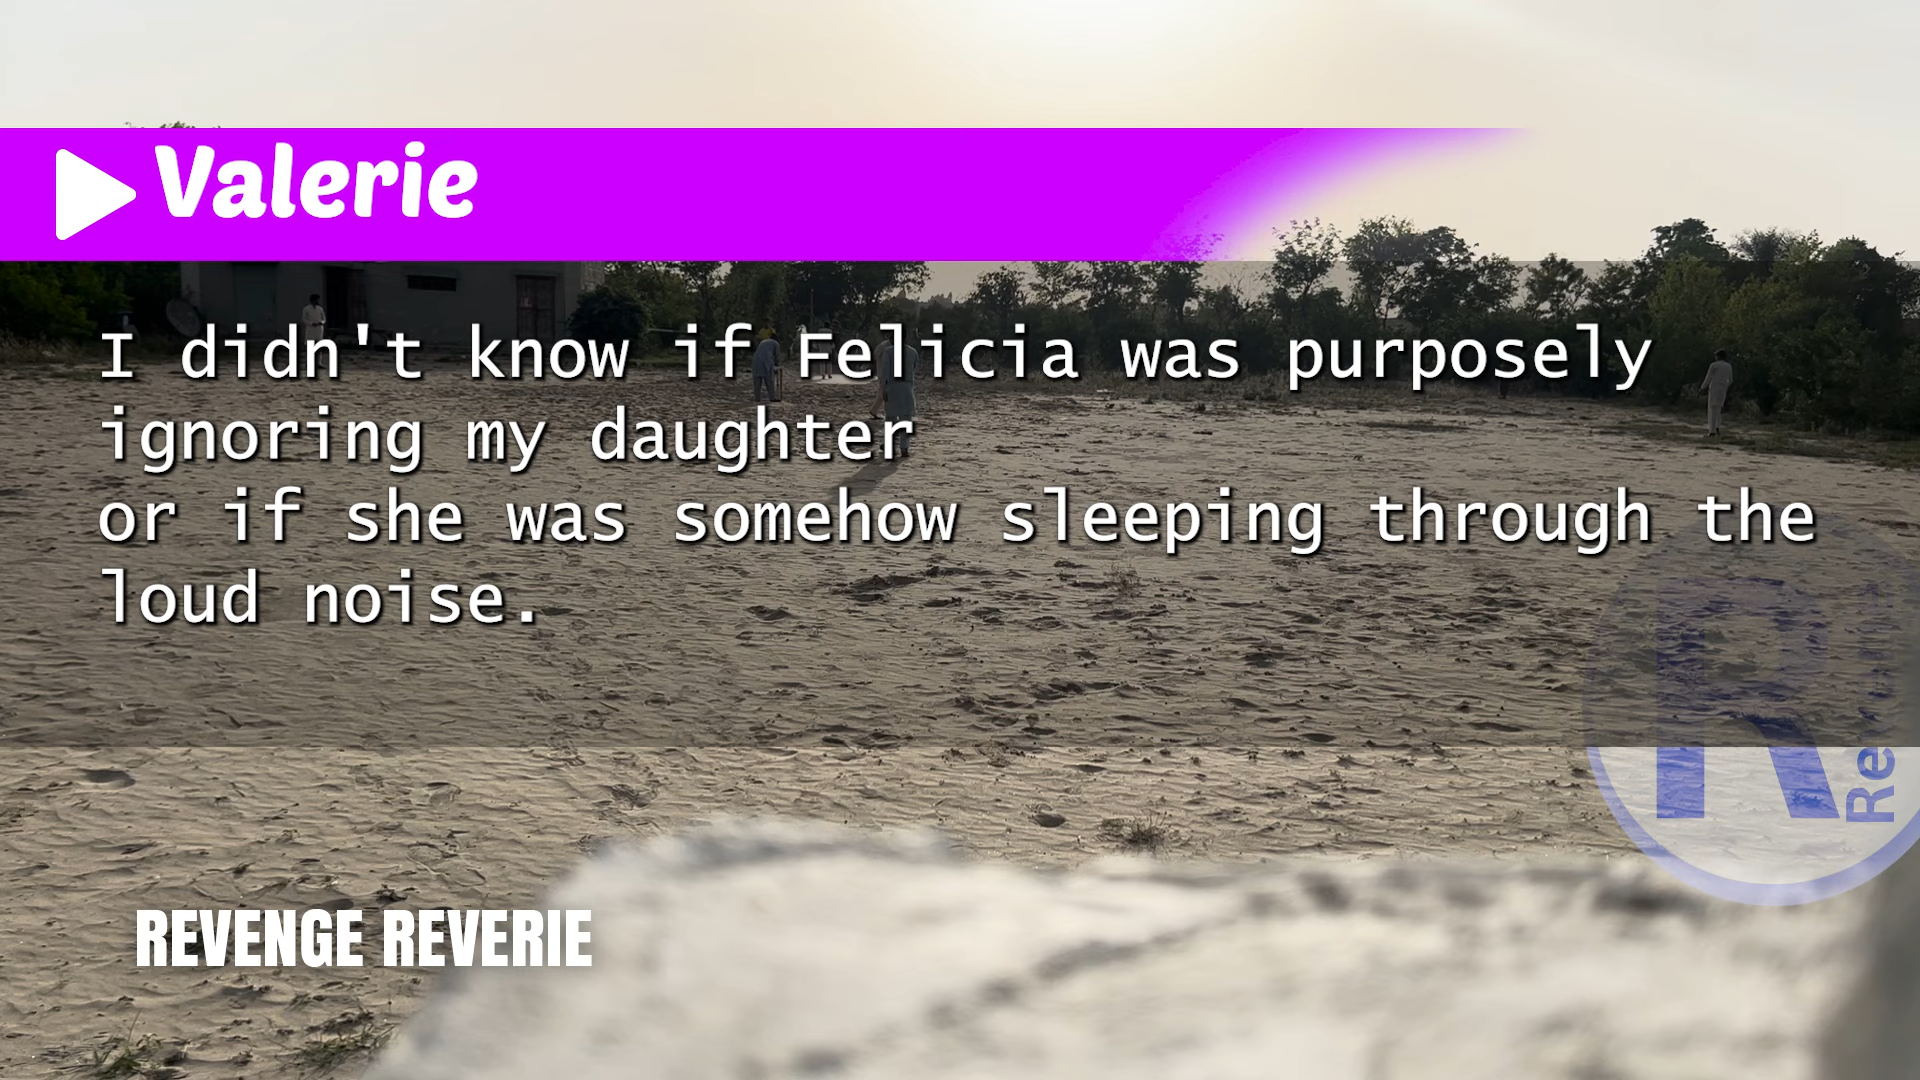 Valerie
I didn't know if Felicia was purposely
ignoring my daughter
or if she was somehow sleeping through the
loud noise.
R
Reverie
REVENGE REVERIE